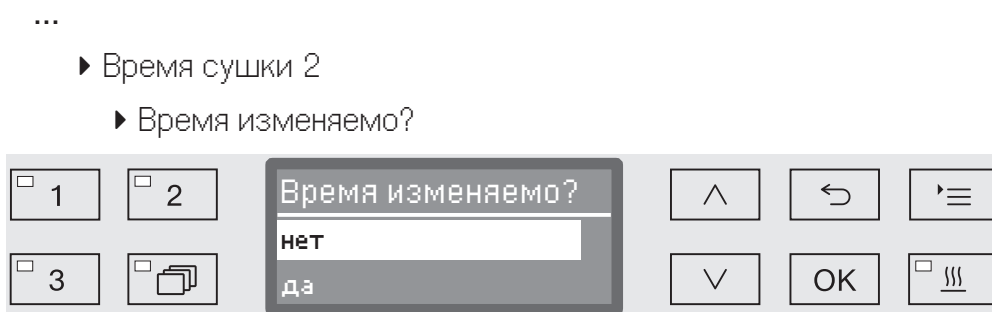 ...
Время сушки 2
Время изменяемо?
1 2 Время изменяемо?
нет
3 да OK